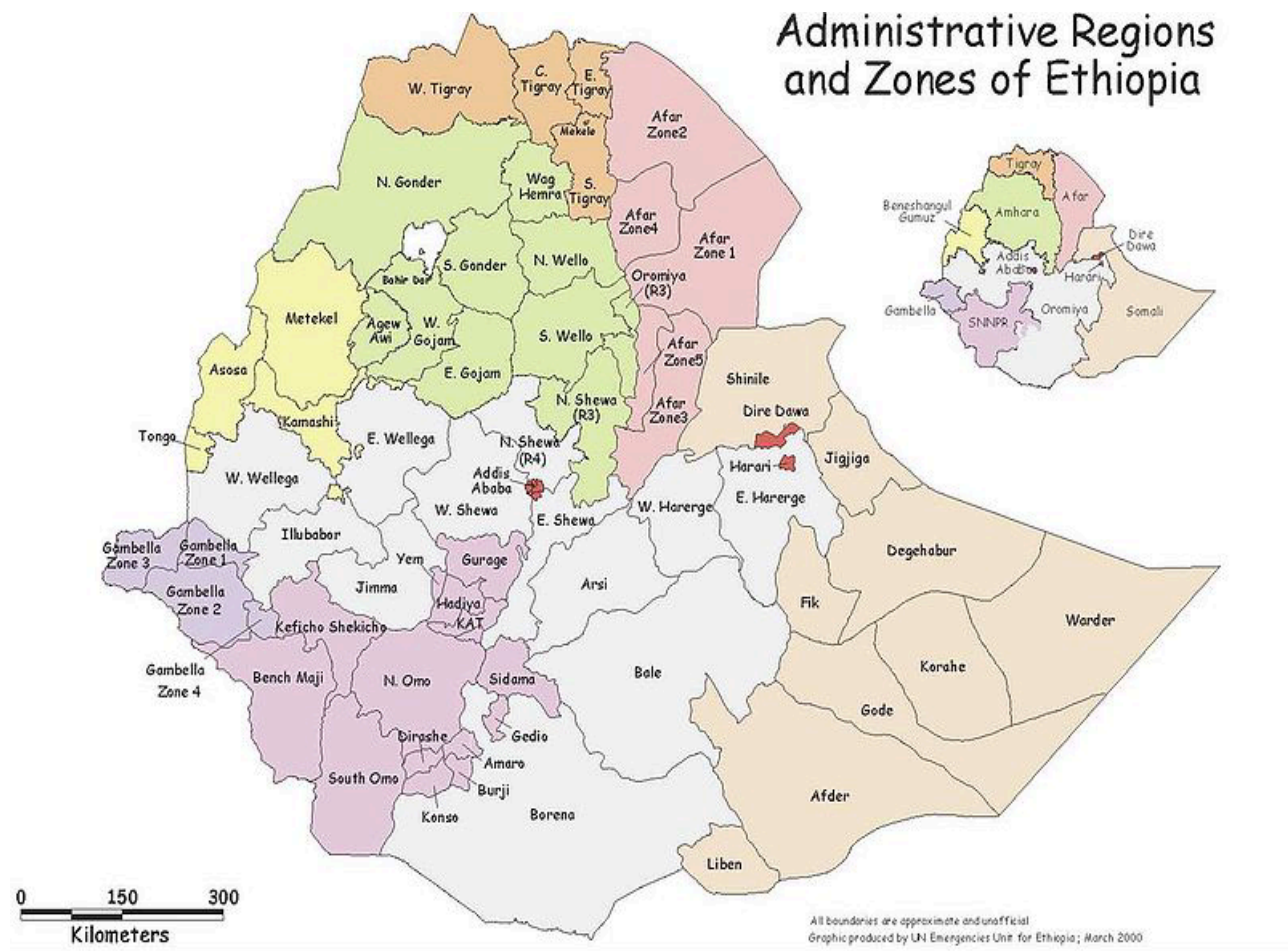 Administrative Regions
and Zones of Ethiopia
W. Tigray
C.
Tigray
E.
Tigray
Mekele
S.
Tigray
Afar
Zone2
N. Gonder
Wag
Hemra
Afar
Zone4
Afar
Zone 1
Bahir Dar
S. Gonder
N. Wello
Oromiya
(R3)
Metekel
Agew
Awi
W.
Gojam
S. Wello
Afar
Zone5
Asosa
E. Gojam
Shinile
N. Shewa
(R3)
Afar
Zone3
Dire Dawa
Tongo
Kamashi
E. Wellega
N. Shewa
(R4)
Harari
Jigjiga
W. Wellega
Addis
Ababa
W. Shewa
E. Shewa
W. Harerge
E. Harerge
Illubabor
Gambella
Zone 3
Gambella
Zone 1
Yem
Gurage
Degehabur
Gambella
Zone 2
Jimma
Hadiya
Arsi
Fik
Keficho Shekicho
KAT
Warder
Gambella
Zone 4
Bench Maji
N. Omo
Sidama
Bale
Korahe
Gode
Dirashe
Gedio
Amaro
South Omo
Burji
Konso
Borena
Afder
Liben
Tigray
Beneshangul
Gumuz
Amhara
Afar
Dire
Dawa
Addis
Ababa
Harari
Gambella
SNNPR
Oromiya
Somali
0 150 300
Kilometers
All boundaries are approximate and unofficial
Graphic produced by UN Emergencies Unit for Ethiopia; March 2000